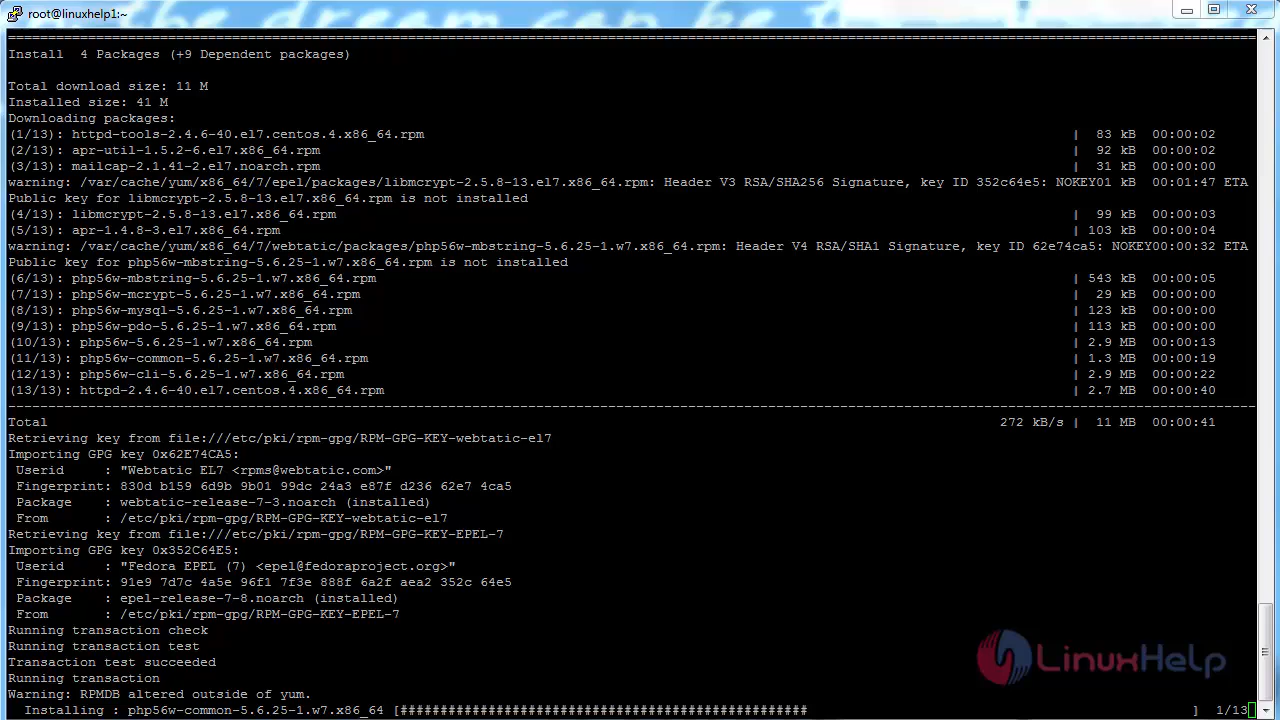 root@linuxhelp1:~
Install  4 Packages (+9 Dependent packages)
Total download size: 11 M
Installed size: 41 M
Downloading packages:
(1/13): httpd-tools-2.4.6-40.el7.centos.4.x86_64.rpm | 83 kB 00:00:02
(2/13): apr-util-1.5.2-6.el7.x86_64.rpm | 92 kB 00:00:02
(3/13): mailcap-2.1.41-2.el7.noarch.rpm | 31 kB 00:00:00
warning: /var/cache/yum/x86_64/7/epel/packages/libmcrypt-2.5.8-13.el7.x86_64.rpm: Header V3 RSA/SHA256 Signature, key ID 352c64e5: NOKEY01 kB 00:01:47 ETA
Public key for libmcrypt-2.5.8-13.el7.x86_64.rpm is not installed
(4/13): libmcrypt-2.5.8-13.el7.x86_64.rpm | 99 kB 00:00:03
(5/13): apr-1.4.8-3.el7.x86_64.rpm | 103 kB 00:00:04
warning: /var/cache/yum/x86_64/7/webtatic/packages/php56w-mbstring-5.6.25-1.w7.x86_64.rpm: Header V4 RSA/SHA1 Signature, key ID 62e74ca5: NOKEY00:00:32 ETA
Public key for php56w-mbstring-5.6.25-1.w7.x86_64.rpm is not installed
(6/13): php56w-mbstring-5.6.25-1.w7.x86_64.rpm | 543 kB 00:00:05
(7/13): php56w-mcrypt-5.6.25-1.w7.x86_64.rpm | 29 kB 00:00:00
(8/13): php56w-mysql-5.6.25-1.w7.x86_64.rpm | 123 kB 00:00:00
(9/13): php56w-pdo-5.6.25-1.w7.x86_64.rpm | 113 kB 00:00:00
(10/13): php56w-5.6.25-1.w7.x86_64.rpm | 2.9 MB 00:00:13
(11/13): php56w-common-5.6.25-1.w7.x86_64.rpm | 1.3 MB 00:00:19
(12/13): php56w-cli-5.6.25-1.w7.x86_64.rpm | 2.9 MB 00:00:22
(13/13): httpd-2.4.6-40.el7.centos.4.x86_64.rpm | 2.7 MB 00:00:40
Total 272 kB/s | 11 MB 00:00:41
Retrieving key from file:///etc/pki/rpm-gpg/RPM-GPG-KEY-webtatic-el7
Importing GPG key 0x62E74CA5:
Userid : "Webtatic EL7 <rpms@webtatic.com>"
Fingerprint: 830d b159 6d9b 9b01 99dc 24a3 e87f d236 62e7 4ca5
Package : webtatic-release-7-3.noarch (installed)
From : /etc/pki/rpm-gpg/RPM-GPG-KEY-webtatic-el7
Retrieving key from file:///etc/pki/rpm-gpg/RPM-GPG-KEY-EPEL-7
Importing GPG key 0x352C64E5:
Userid : "Fedora EPEL (7) <epel@fedoraproject.org>"
Fingerprint: 91e9 7d7c 4a5e 96f1 7f3e 888f 6a2f aea2 352c 64e5
Package : epel-release-7-8.noarch (installed)
From : /etc/pki/rpm-gpg/RPM-GPG-KEY-EPEL-7
Running transaction check
Running transaction test
Transaction test succeeded
Running transaction
Warning: RPMDB altered outside of yum.
Installing : php56w-common-5.6.25-1.w7.x86_64 [################################################### ] 1/13
LinuxHelp